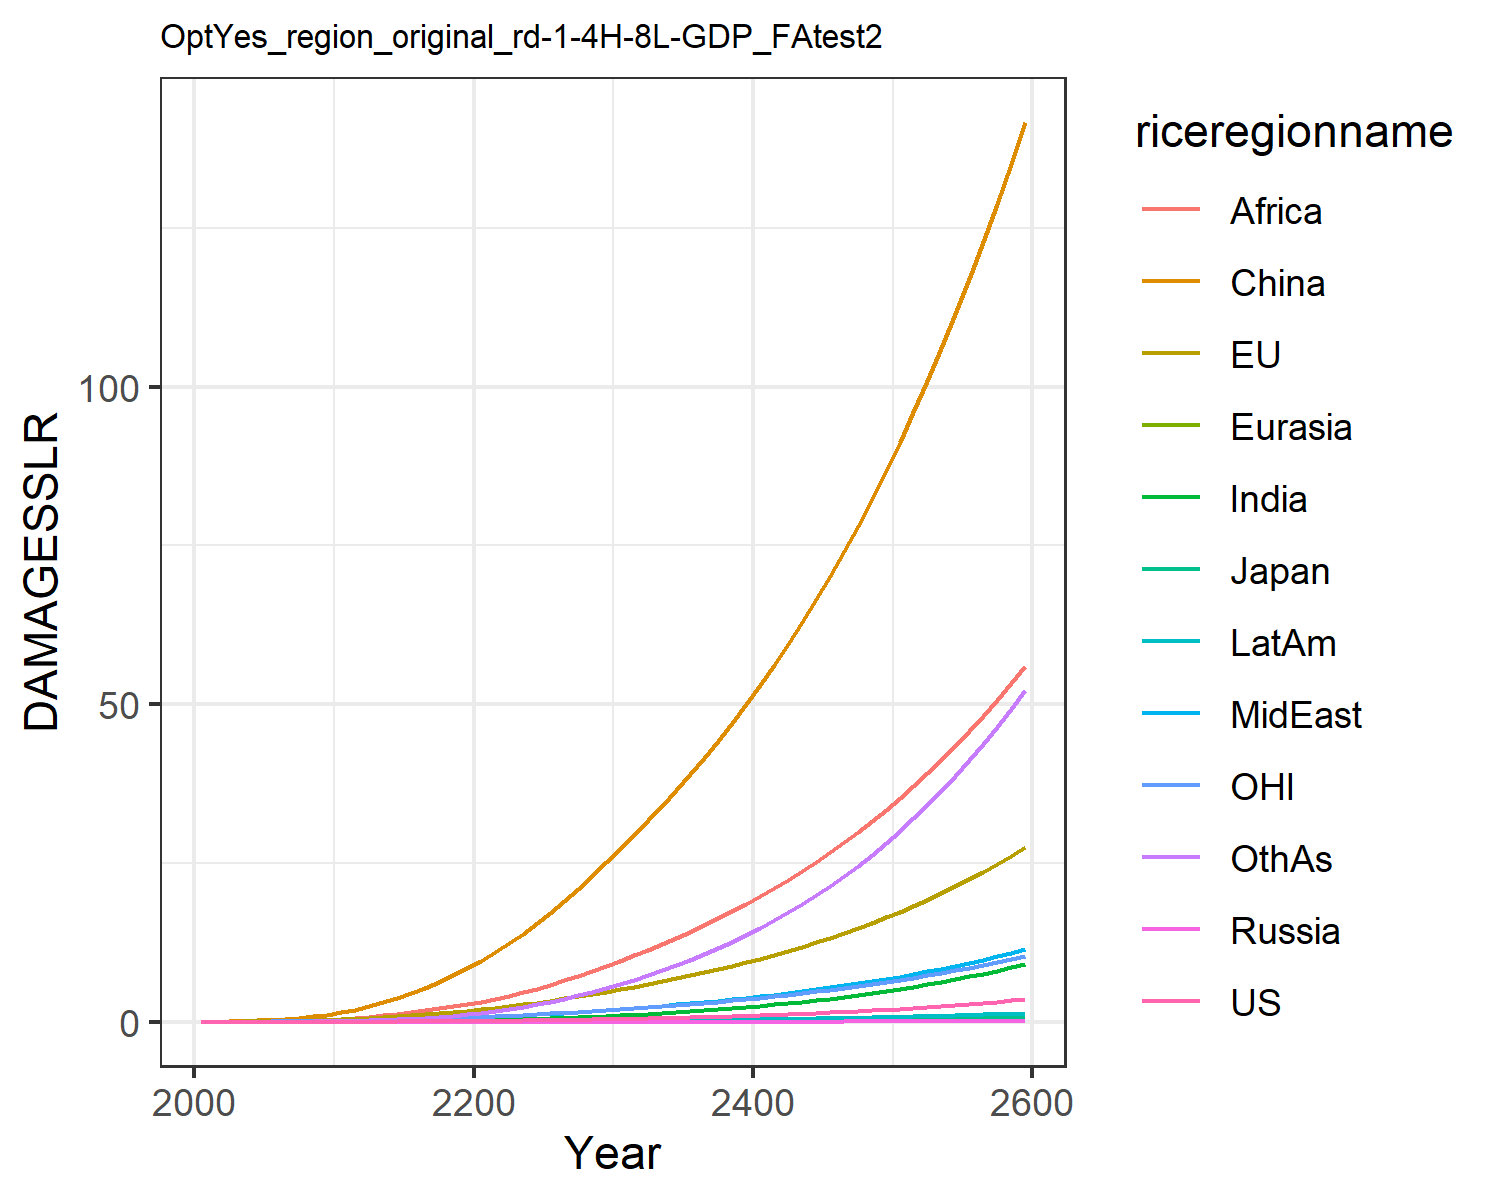 OptYes_region_original_rd-1-4H-8L-GDP_FAtest2
DAMAGESSLR
100
50
0
2000
2200
2400
2600
Year
riceregionname
Africa
China
EU
Eurasia
India
Japan
LatAm
MidEast
OHI
OthAs
Russia
US